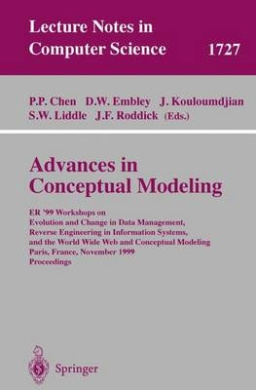 Lecture Notes in
Computer Science 1727
P.P. Chen D.W. Embley J. Kouloumdjian
S.W. Liddle J.F. Roddick (Eds.)
Advances in
Conceptual Modeling
ER '99 Workshops on
Evolution and Change in Data Management,
Reverse Engineering in Information Systems,
and the World Wide Web and Conceptual Modeling
Paris, France, November 1999
Proceedings
Springer